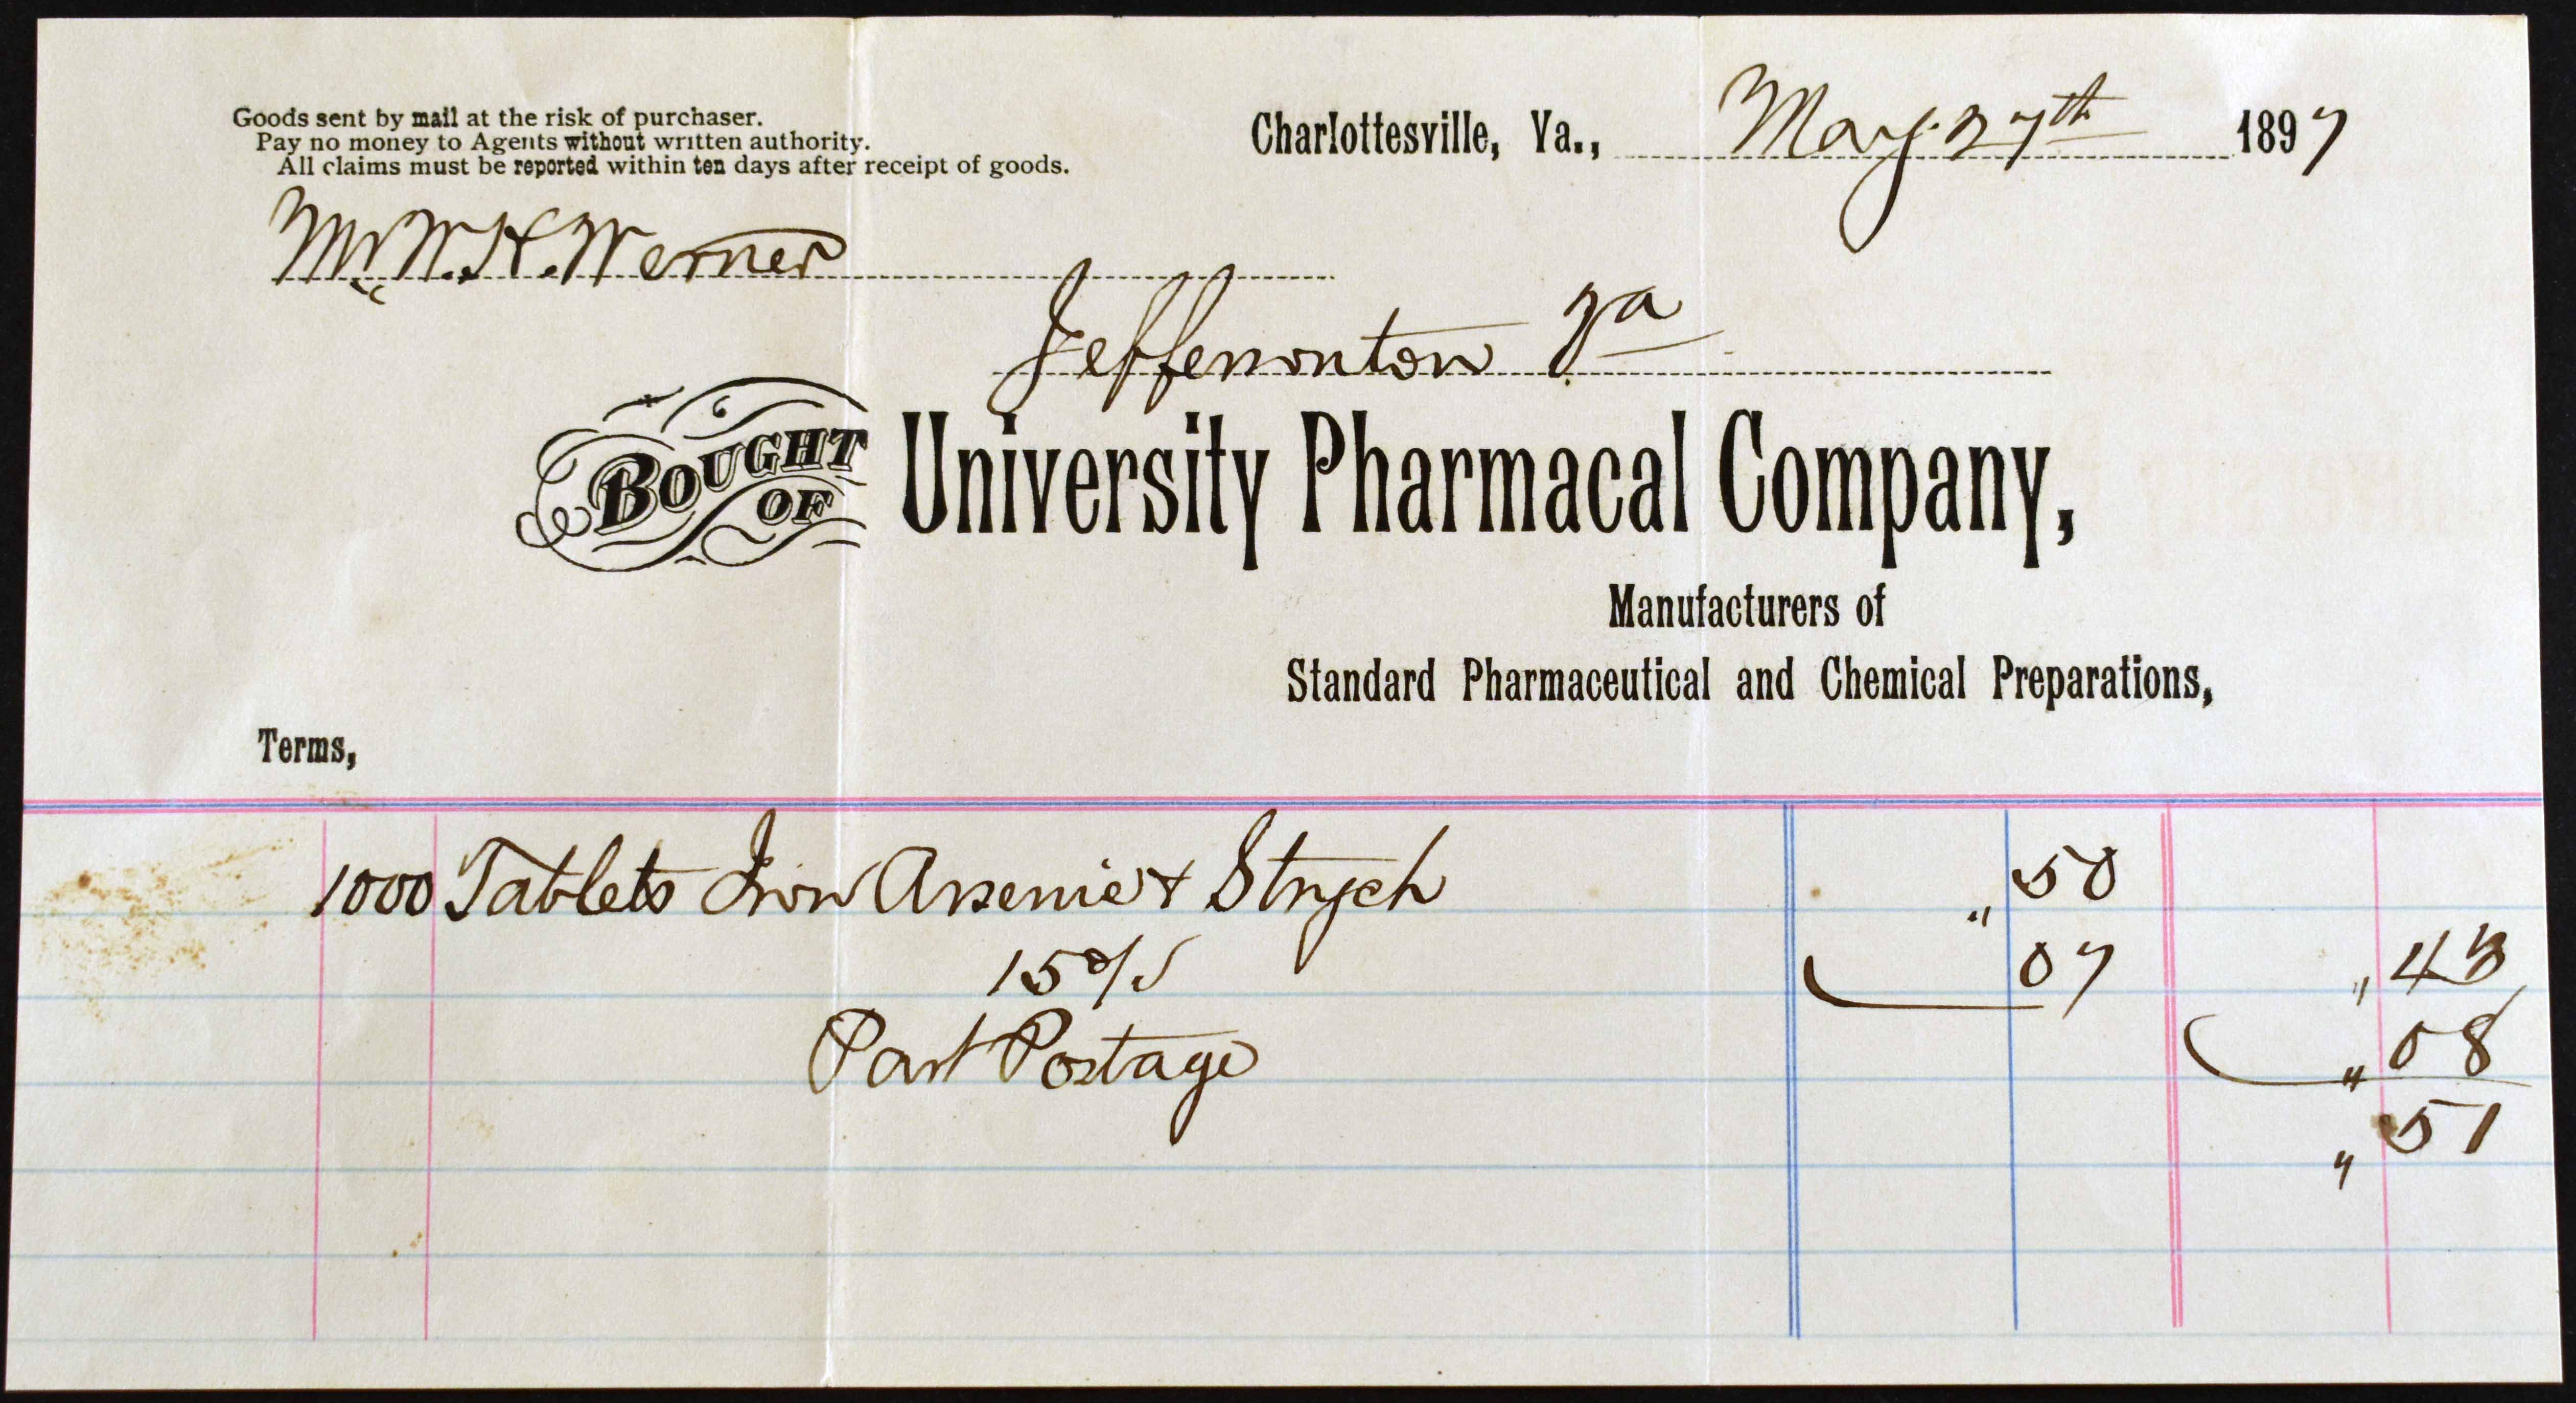 Goods sent by mail at the risk of purchaser.
Pay no money to Agents without written authority.
All claims must be reported within ten days after receipt of goods.
Charlottesville, Va., May 27th 1897
Mr W. H. Werner
Jeffersonton Va
BOUGHT OF University Pharmacal Company,
Manufacturers of
Standard Pharmaceutical and Chemical Preparations,
Terms,
1000 Tablets Iron Arsenic & Strych " 50
15 % 07 " 43
Part Postage " 08
" 51